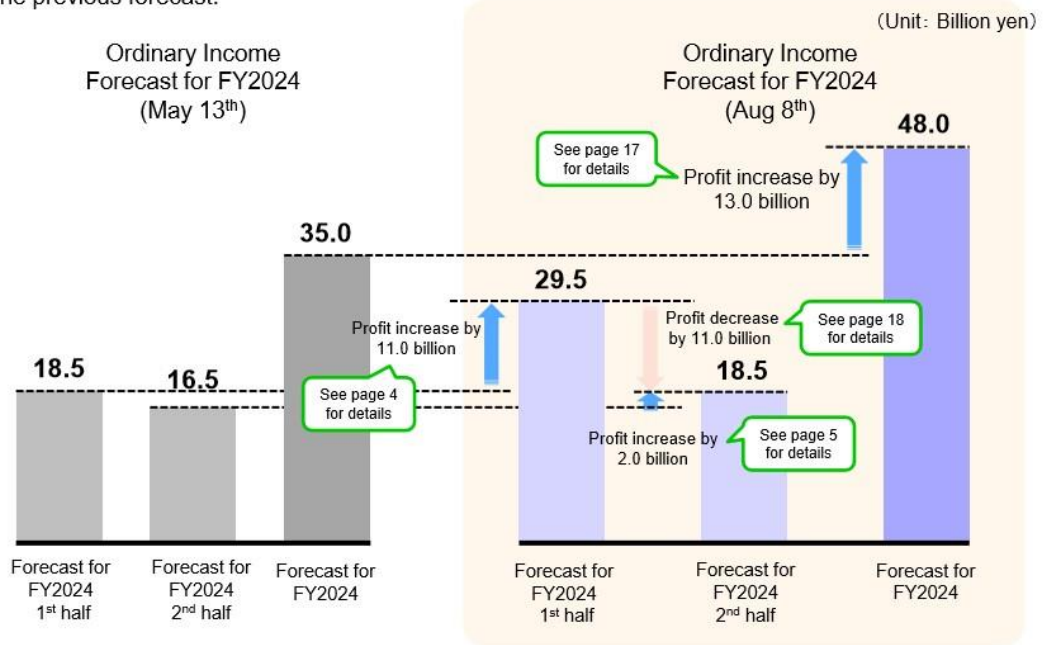 (Unit: Billion yen)
Ordinary Income
Forecast for FY2024
(May 13th)
Ordinary Income
Forecast for FY2024
(Aug 8th)
48.0
See page 17
for details
Profit increase by
13.0 billion
35.0
29.5
Profit increase by
11.0 billion
Profit decrease
by 11.0 billion
See page 18
for details
18.5
16.5
18.5
See page 4
for details
Profit increase by
2.0 billion
See page 5
for details
Forecast for
FY2024
1st half
Forecast for
FY2024
2nd half
Forecast for
FY2024
Forecast for
FY2024
1st half
Forecast for
FY2024
2nd half
Forecast for
FY2024